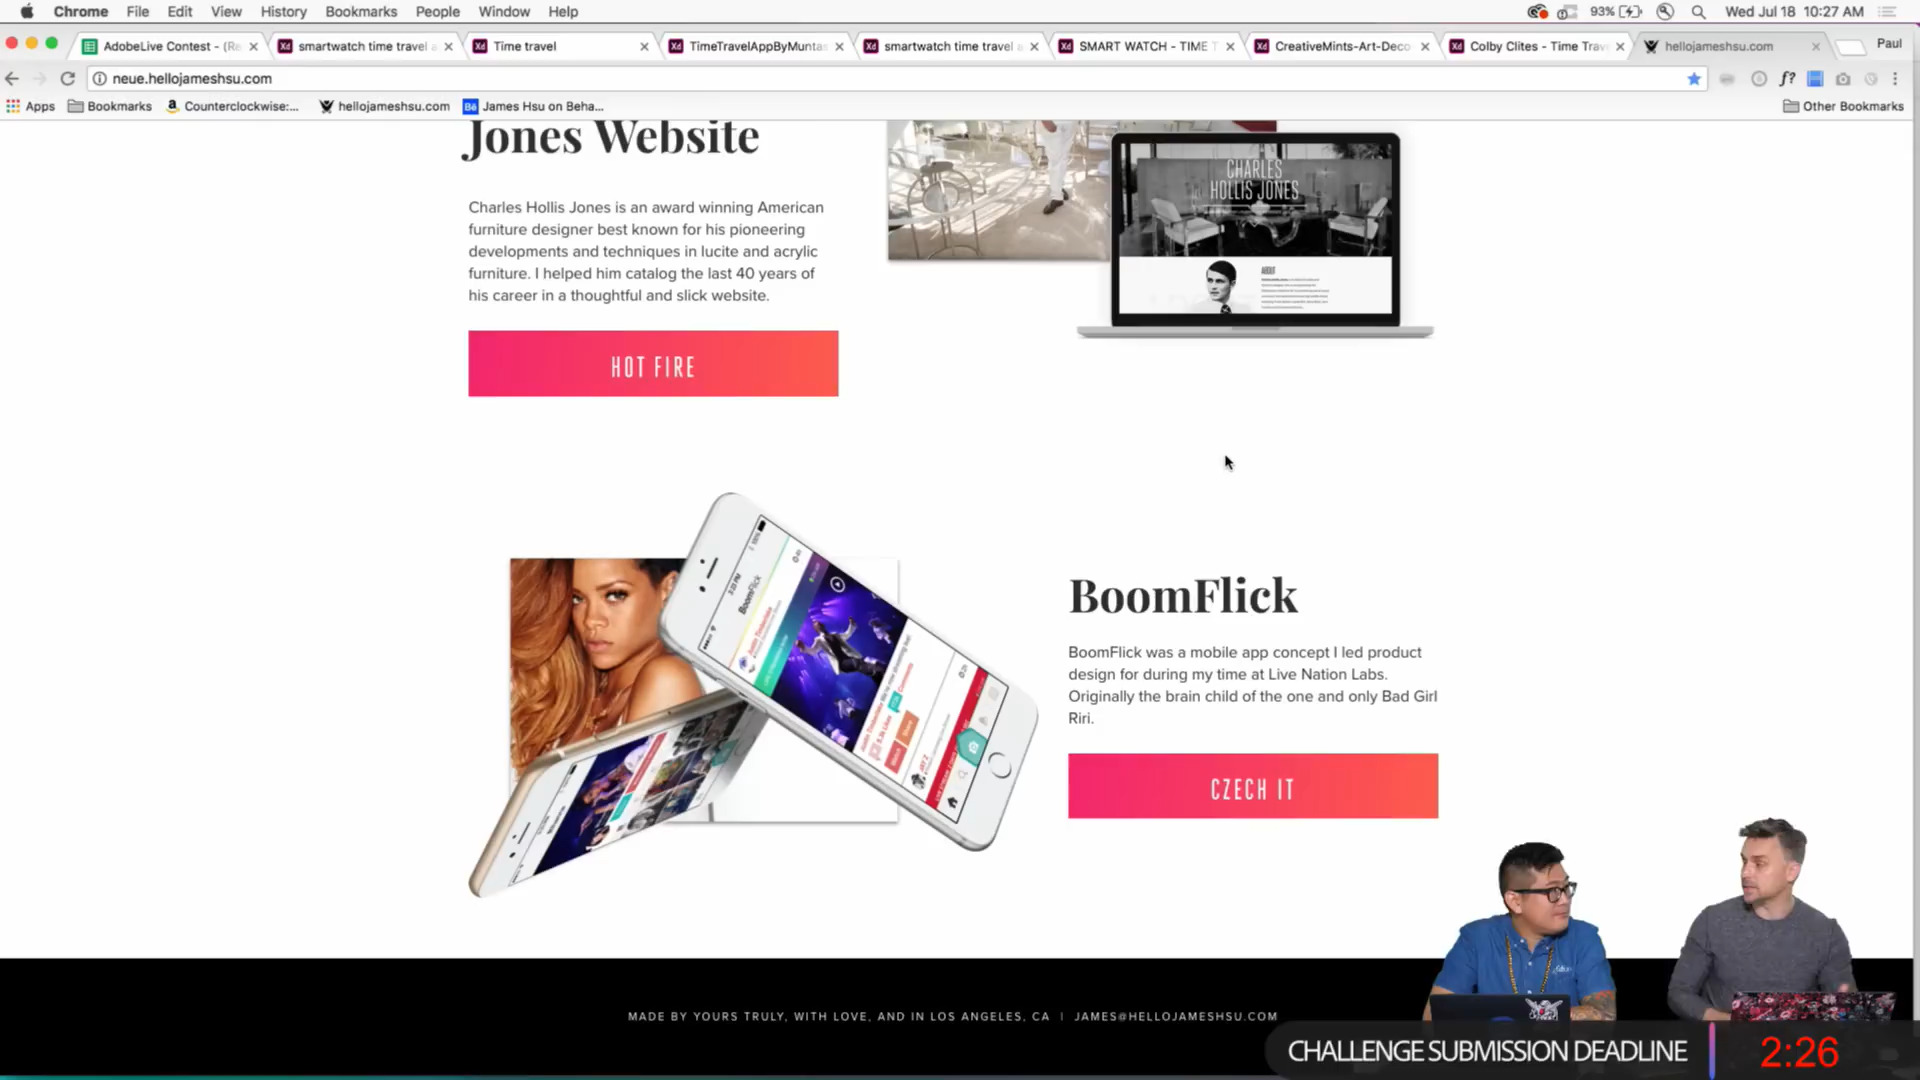 Chrome File Edit View History Bookmarks People Window Help
93% Wed Jul 18 10:27 AM
AdobeLive Contest - (Re
smartwatch time travel a
Time travel
TimeTravelAppByMuntas
smartwatch time travel a
SMART WATCH - TIME T
CreativeMints-Art-Deco
Colby Clites - Time Trav
hellojameshsu.com
Paul
neue.hellojameshsu.com
f?
Apps Bookmarks Counterclockwise:... hellojameshsu.com Bē James Hsu on Beha... Other Bookmarks
Jones Website
Charles Hollis Jones is an award winning American
furniture designer best known for his pioneering
developments and techniques in lucite and acrylic
furniture. I helped him catalog the last 40 years of
his career in a thoughtful and slick website.
HOT FIRE
CHARLES
HOLLIS JONES
ABOUT
BoomFlick
BoomFlick
BoomFlick was a mobile app concept I led product
design for during my time at Live Nation Labs.
Originally the brain child of the one and only Bad Girl
Riri.
CZECH IT
MADE BY YOURS TRULY, WITH LOVE, AND IN LOS ANGELES, CA | JAMES@HELLOJAMESHSU.COM
CHALLENGE SUBMISSION DEADLINE 2:26